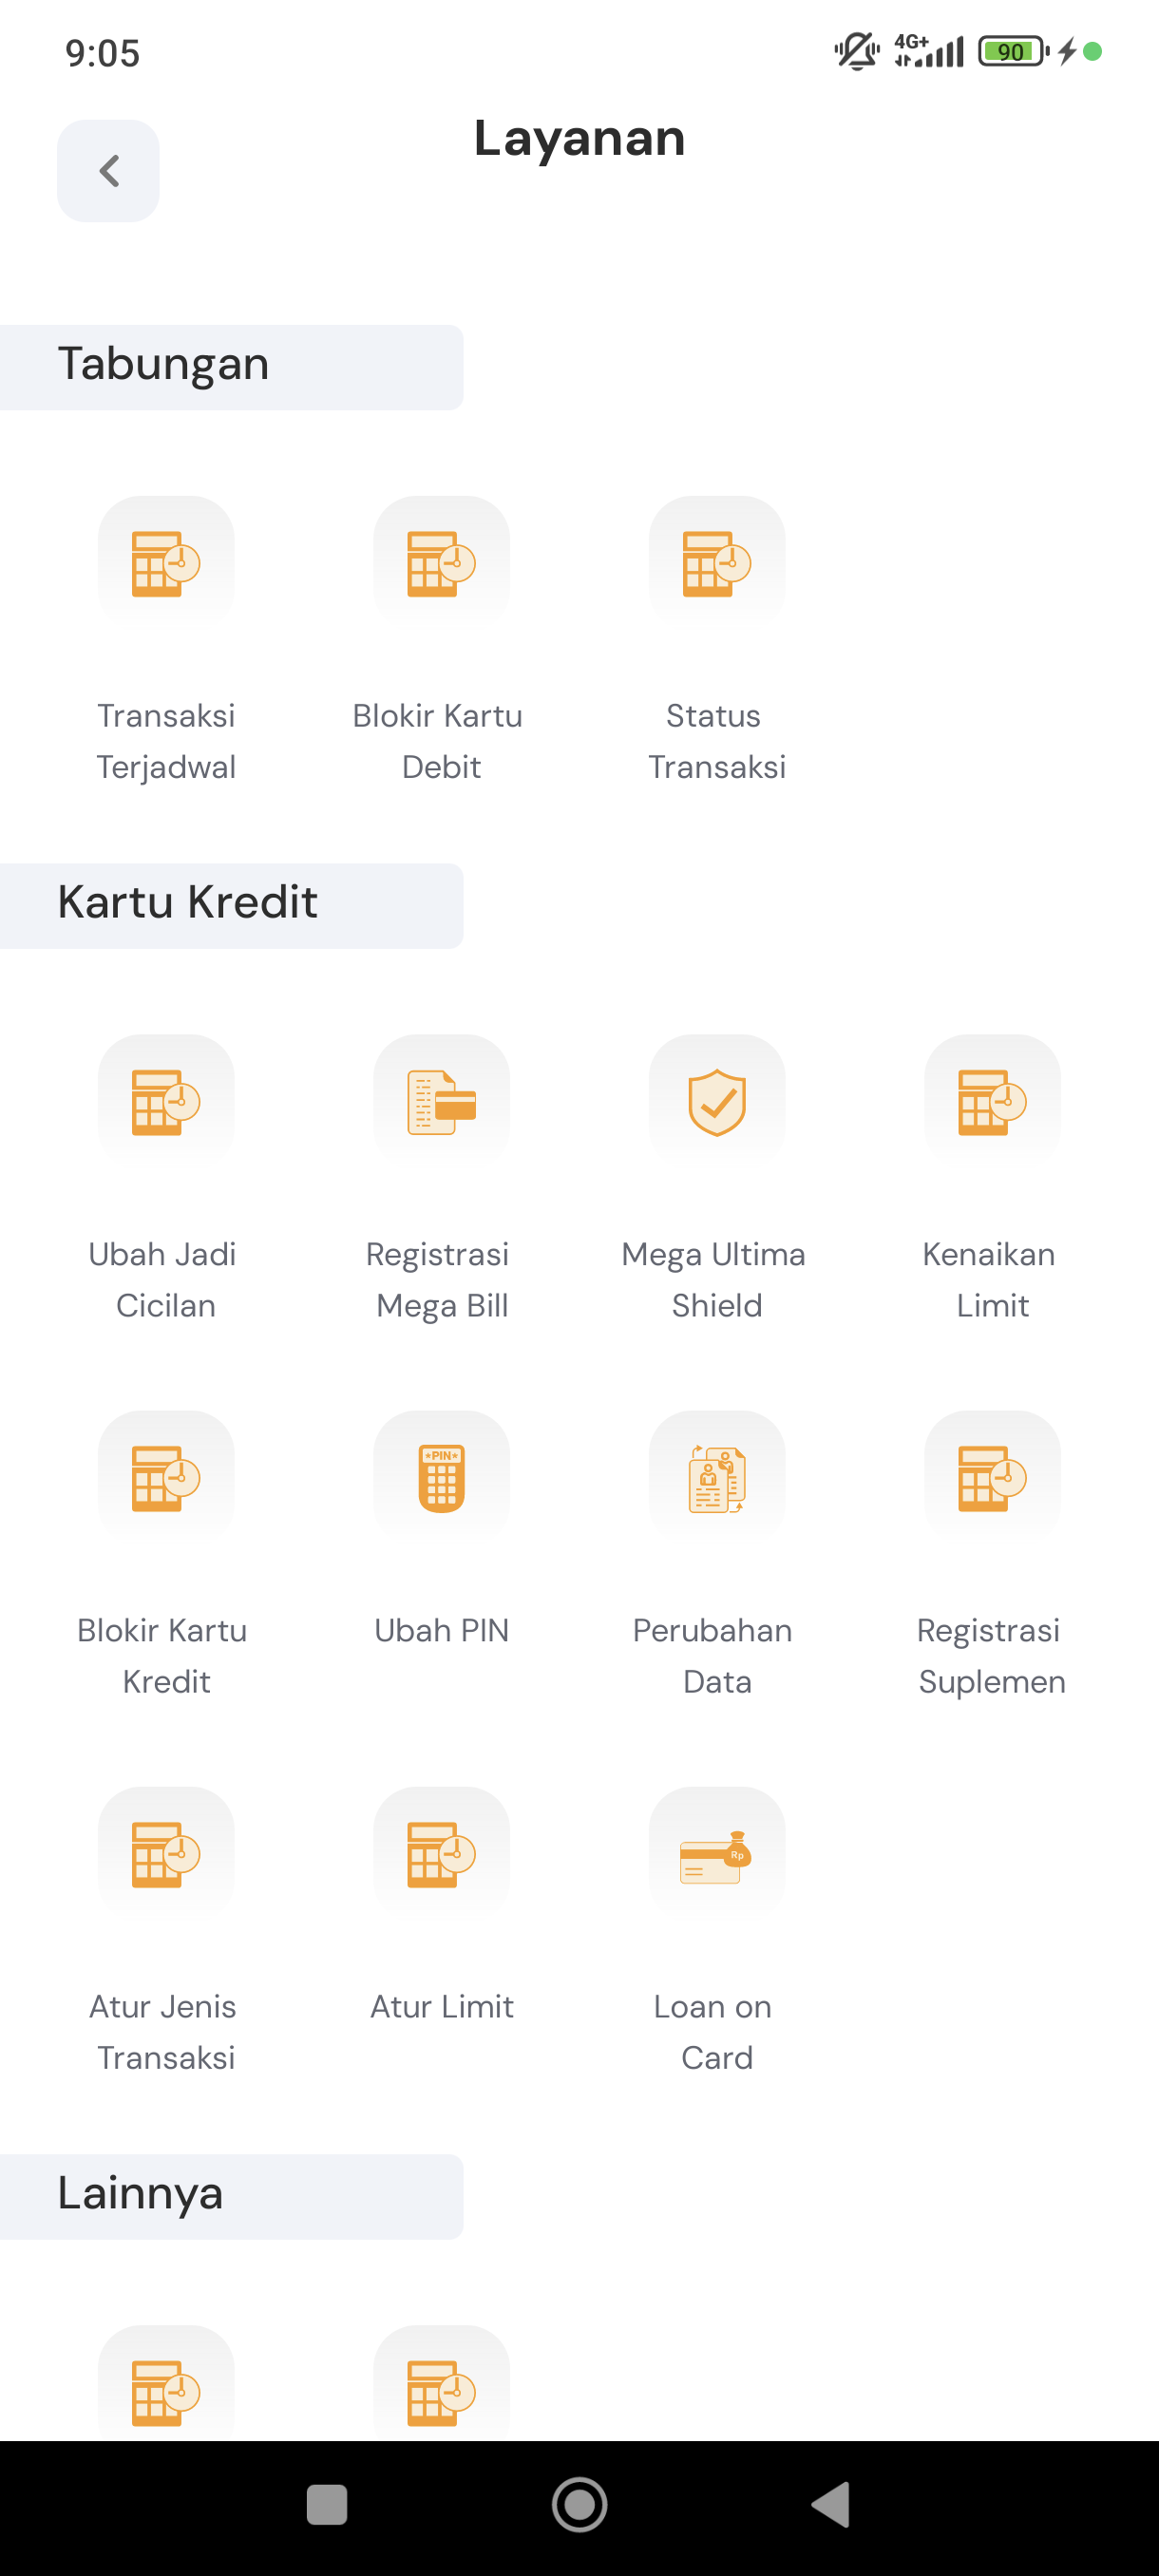 9:05
4G+
90
Layanan
Tabungan
Transaksi
Terjadwal
Blokir Kartu
Debit
Status
Transaksi
Kartu Kredit
Ubah Jadi
Cicilan
Registrasi
Mega Bill
Mega Ultima
Shield
Kenaikan
Limit
*PIN*
Blokir Kartu
Kredit
Ubah PIN
Perubahan
Data
Registrasi
Suplemen
Rp
Atur Jenis
Transaksi
Atur Limit
Loan on
Card
Lainnya